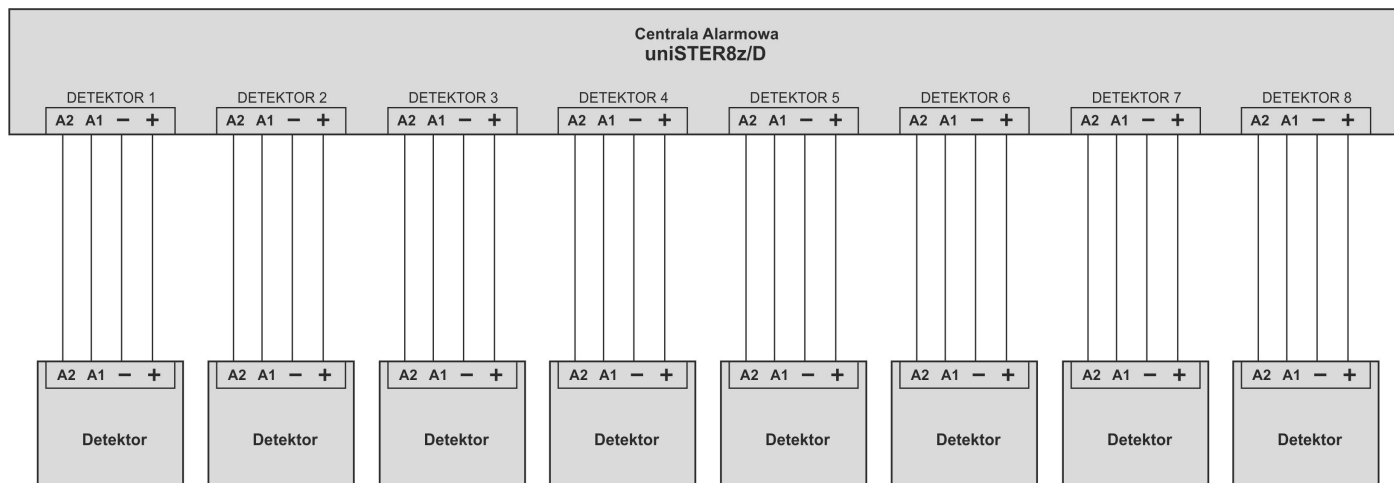 Centrala Alarmowa
uniSTER8z/D
DETEKTOR 1 DETEKTOR 2 DETEKTOR 3 DETEKTOR 4 DETEKTOR 5 DETEKTOR 6 DETEKTOR 7 DETEKTOR 8
A2 A1 − + A2 A1 − + A2 A1 − + A2 A1 − + A2 A1 − + A2 A1 − + A2 A1 − + A2 A1 − +
A2 A1 − + A2 A1 − + A2 A1 − + A2 A1 − + A2 A1 − + A2 A1 − + A2 A1 − + A2 A1 − +
Detektor Detektor Detektor Detektor Detektor Detektor Detektor Detektor